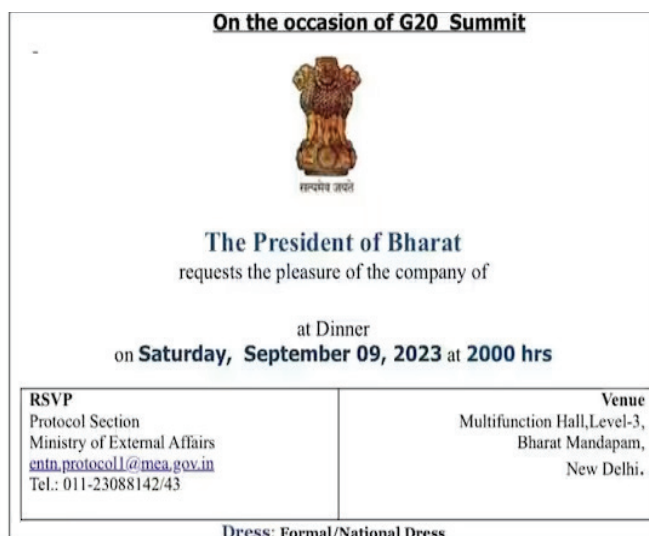 On the occasion of G20 Summit
-
सत्यमेव जयते
The President of Bharat
requests the pleasure of the company of
at Dinner
on Saturday, September 09, 2023 at 2000 hrs
RSVP
Protocol Section
Ministry of External Affairs
entn.protocol1@mea.gov.in
Tel.: 011-23088142/43
Venue
Multifunction Hall,Level-3,
Bharat Mandapam,
New Delhi.
Dress: Formal/National Dress